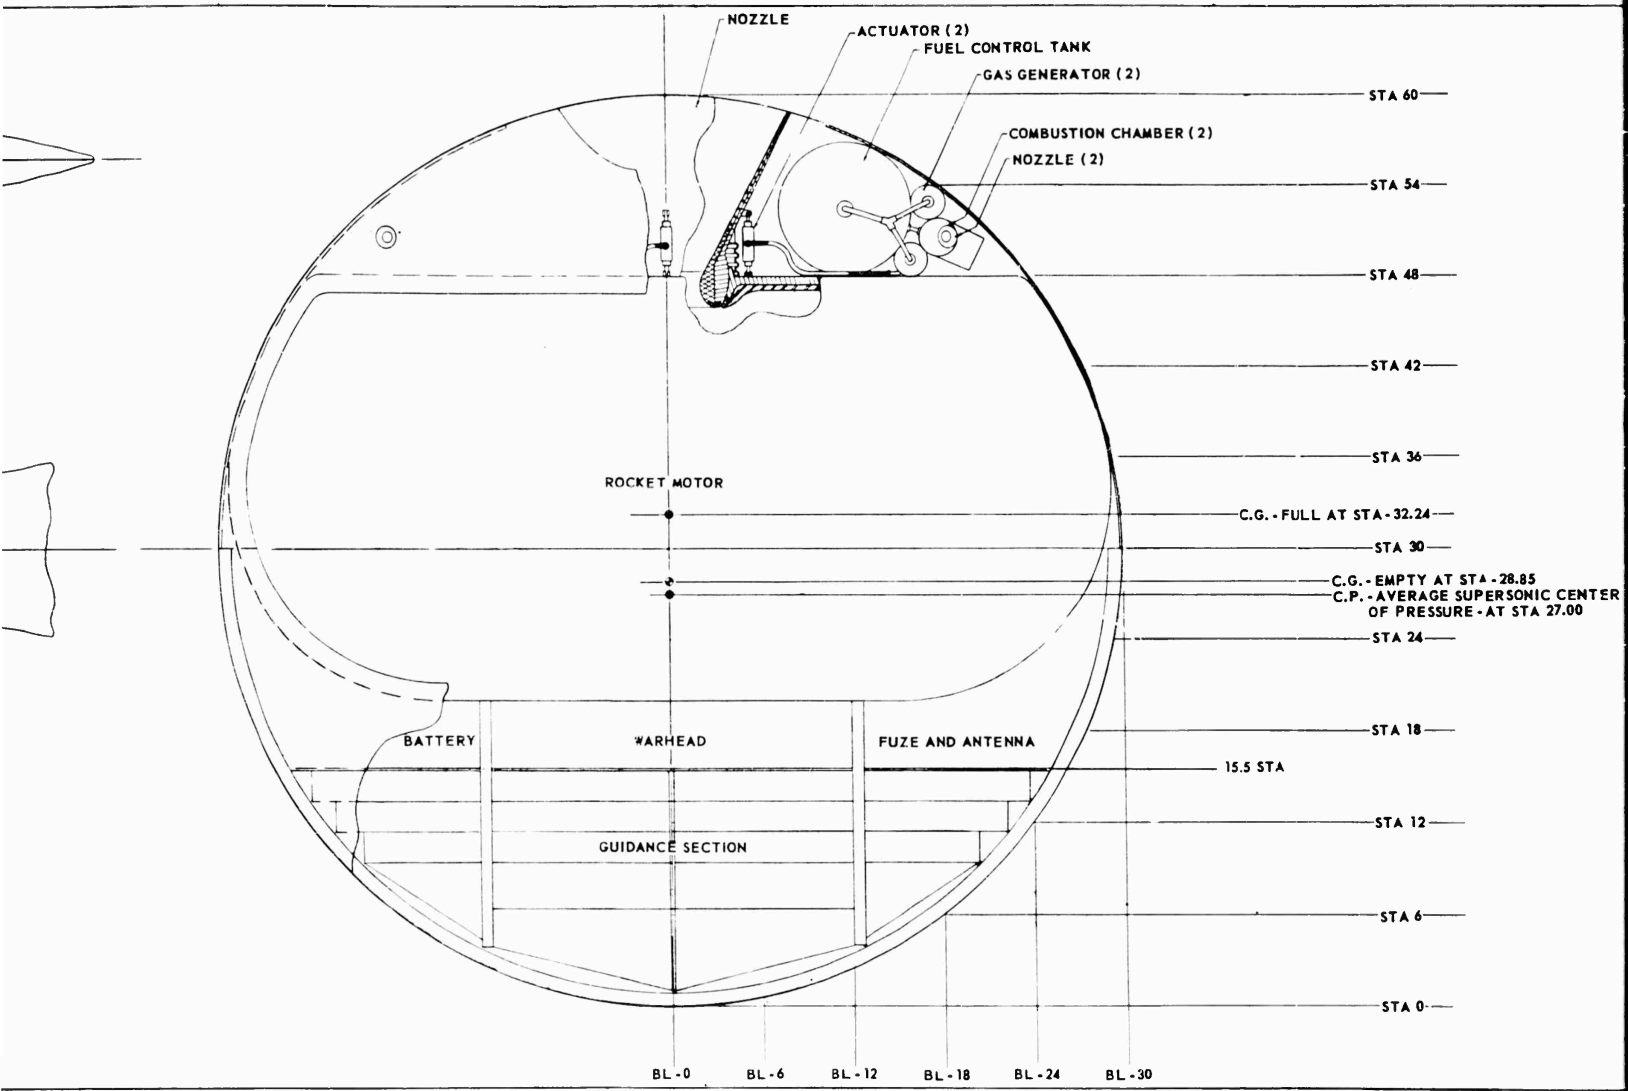 NOZZLE
ACTUATOR (2)
FUEL CONTROL TANK
GAS GENERATOR (2)
STA 60
COMBUSTION CHAMBER (2)
NOZZLE (2)
STA 54
STA 48
STA 42
STA 36
ROCKET MOTOR
C.G. - FULL AT STA - 32.24
STA 30
C.G. - EMPTY AT STA - 28.85
C.P. - AVERAGE SUPERSONIC CENTER
OF PRESSURE - AT STA 27.00
STA 24
STA 18
BATTERY
WARHEAD
FUZE AND ANTENNA
15.5 STA
STA 12
GUIDANCE SECTION
STA 6
STA 0
BL - 0
BL - 6
BL - 12
BL - 18
BL - 24
BL - 30